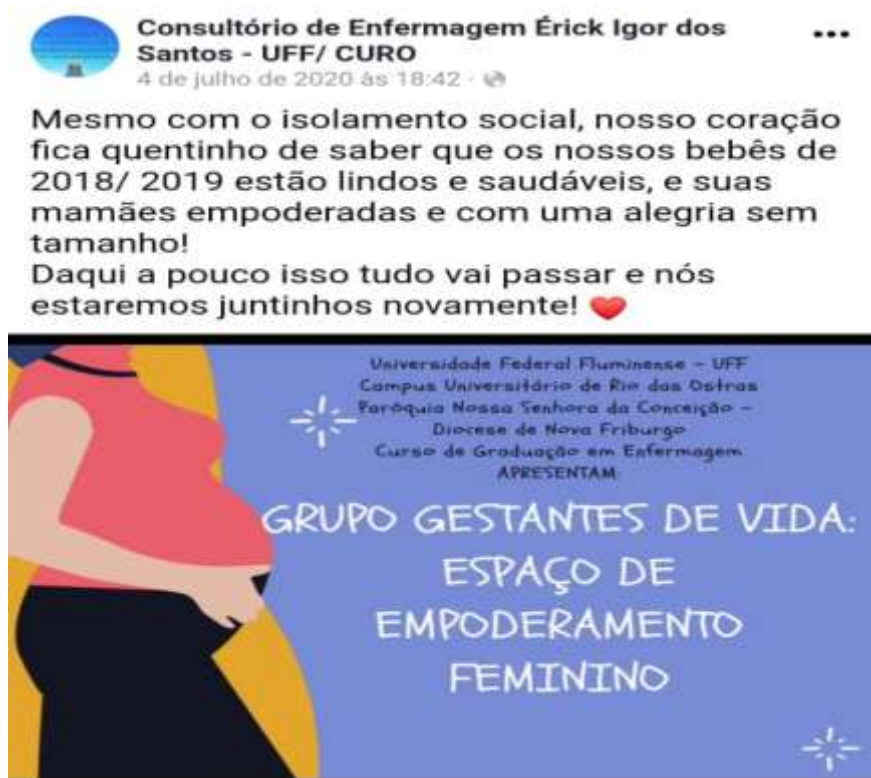 Consultório de Enfermagem Érick Igor dos
Santos - UFF/ CURO
4 de julho de 2020 às 18:42 ·
Mesmo com o isolamento social, nosso coração
fica quentinho de saber que os nossos bebês de
2018/ 2019 estão lindos e saudáveis, e suas
mamães empoderadas e com uma alegria sem
tamanho!
Daqui a pouco isso tudo vai passar e nós
estaremos juntinhos novamente! ❤️
Universidade Federal Fluminense – UFF
Campus Universitário de Rio das Ostras
Paróquia Nossa Senhora da Conceição –
Diocese de Nova Friburgo
Curso de Graduação em Enfermagem
APRESENTAM:
GRUPO GESTANTES DE VIDA:
ESPAÇO DE
EMPODERAMENTO
FEMININO